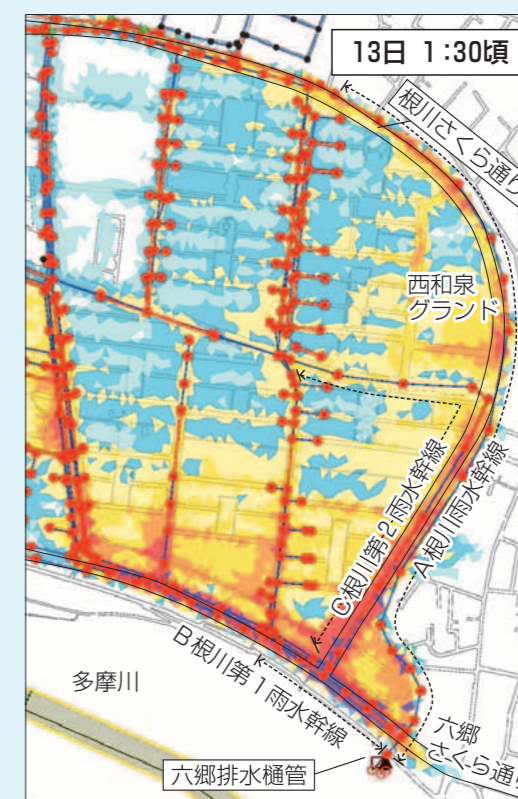 13日 1:30頃
根川さくら通り
西和泉
グランド
C根川第2雨水幹線
A根川雨水幹線
B根川第1雨水幹線
多摩川
六郷
さくら通り
六郷排水樋管